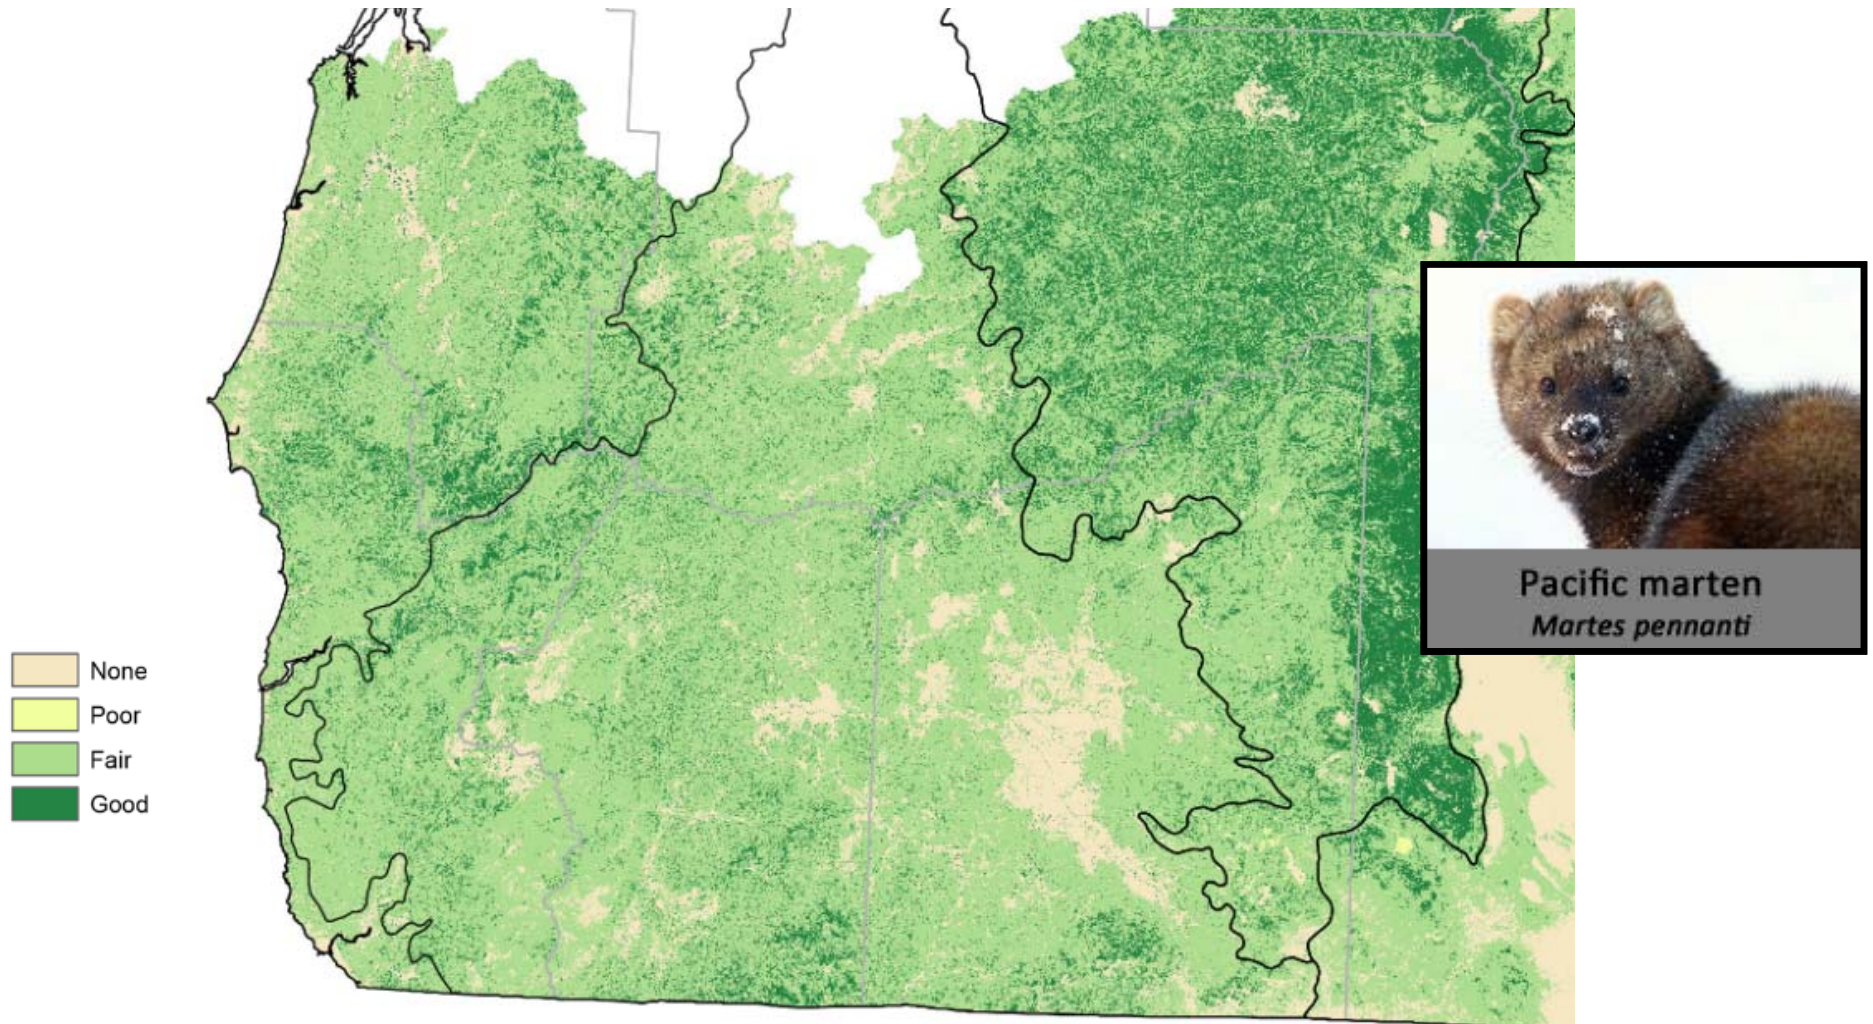 None
Poor
Fair
Good
Pacific marten
Martes pennanti